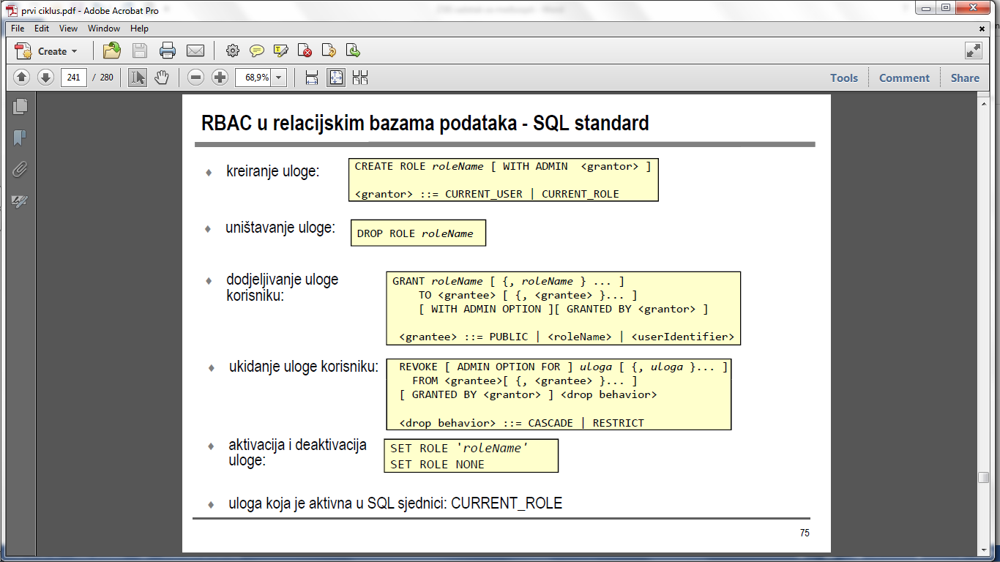 prvi ciklus.pdf - Adobe Acrobat Pro
File Edit View Window Help
Create
241 / 280 68,9% Tools Comment Share
RBAC u relacijskim bazama podataka - SQL standard
kreiranje uloge:
CREATE ROLE roleName [ WITH ADMIN <grantor> ]
<grantor> ::= CURRENT_USER | CURRENT_ROLE
uništavanje uloge:
DROP ROLE roleName
dodjeljivanje uloge
korisniku:
GRANT roleName [ {, roleName } ... ]
TO <grantee> [ {, <grantee> }... ]
[ WITH ADMIN OPTION ][ GRANTED BY <grantor> ]
<grantee> ::= PUBLIC | <roleName> | <userIdentifier>
ukidanje uloge korisniku:
REVOKE [ ADMIN OPTION FOR ] uloga [ {, uloga }... ]
FROM <grantee>[ {, <grantee> }... ]
[ GRANTED BY <grantor> ] <drop behavior>
<drop behavior> ::= CASCADE | RESTRICT
aktivacija i deaktivacija
uloge:
SET ROLE 'roleName'
SET ROLE NONE
uloga koja je aktivna u SQL sjednici: CURRENT_ROLE
75